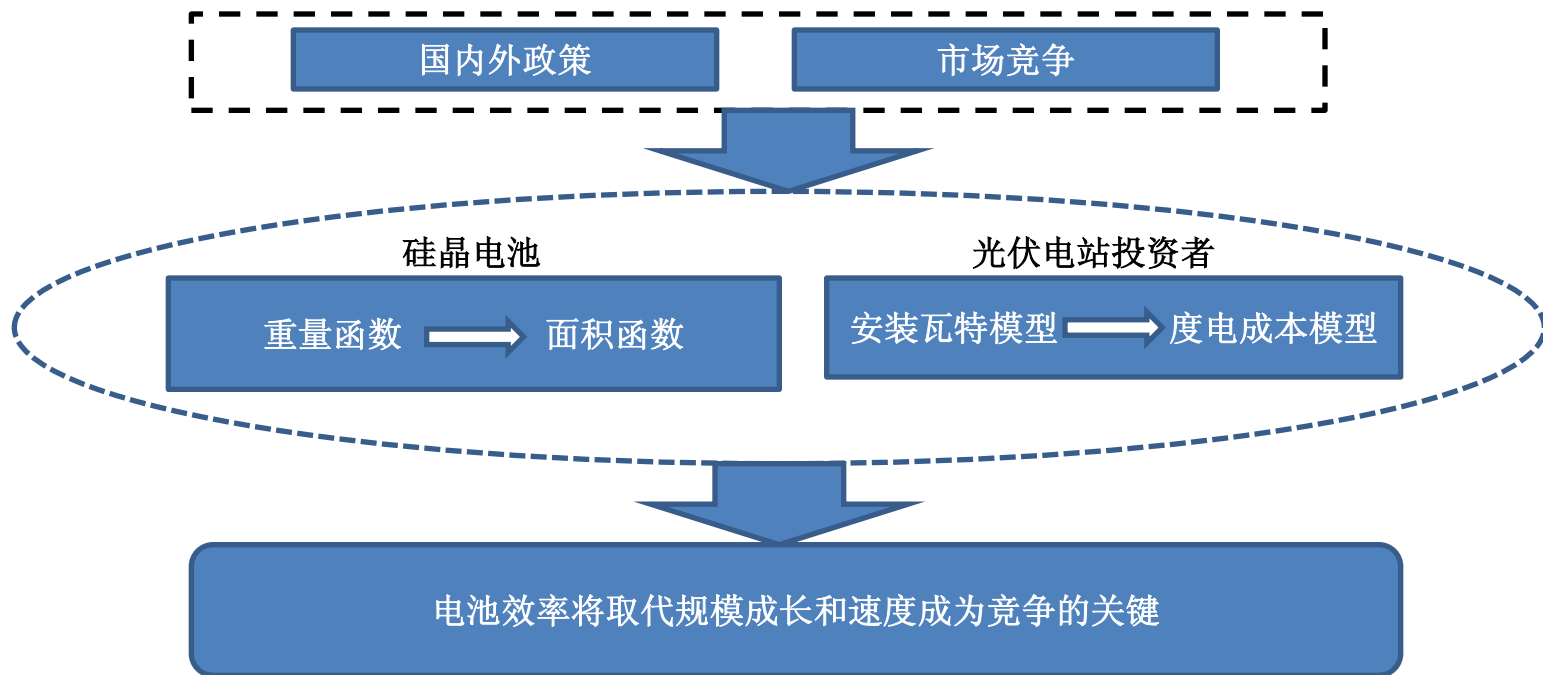 国内外政策
市场竞争
硅晶电池
光伏电站投资者
重量函数
面积函数
安装瓦特模型
度电成本模型
电池效率将取代规模成长和速度成为竞争的关键